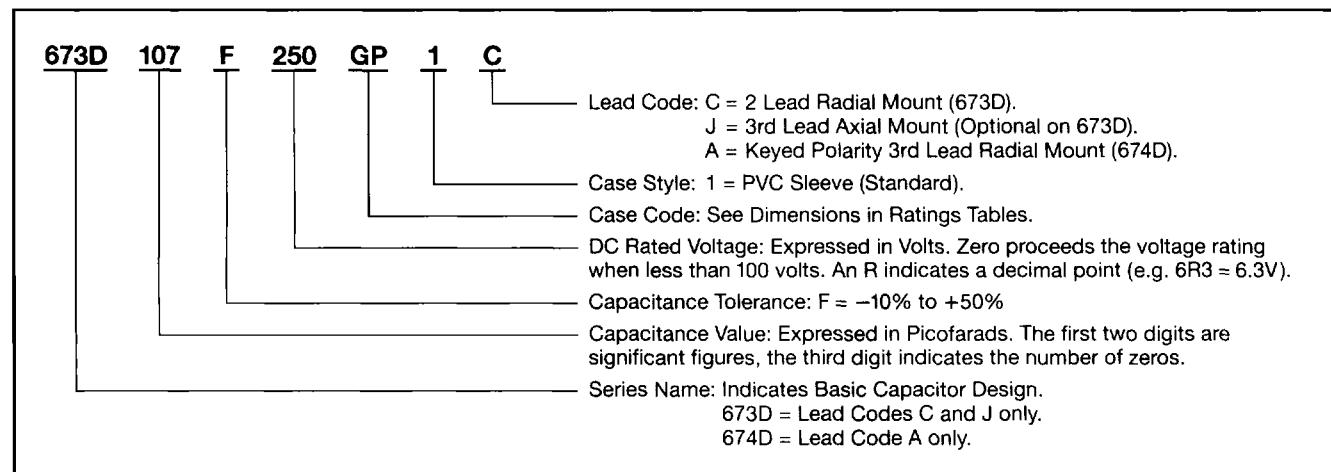 673D 107 F 250 GP 1 C
Lead Code: C = 2 Lead Radial Mount (673D).
J = 3rd Lead Axial Mount (Optional on 673D).
A = Keyed Polarity 3rd Lead Radial Mount (674D).
Case Style: 1 = PVC Sleeve (Standard).
Case Code: See Dimensions in Ratings Tables.
DC Rated Voltage: Expressed in Volts. Zero proceeds the voltage rating
when less than 100 volts. An R indicates a decimal point (e.g. 6R3 = 6.3V).
Capacitance Tolerance: F = −10% to +50%
Capacitance Value: Expressed in Picofarads. The first two digits are
significant figures, the third digit indicates the number of zeros.
Series Name: Indicates Basic Capacitor Design.
673D = Lead Codes C and J only.
674D = Lead Code A only.